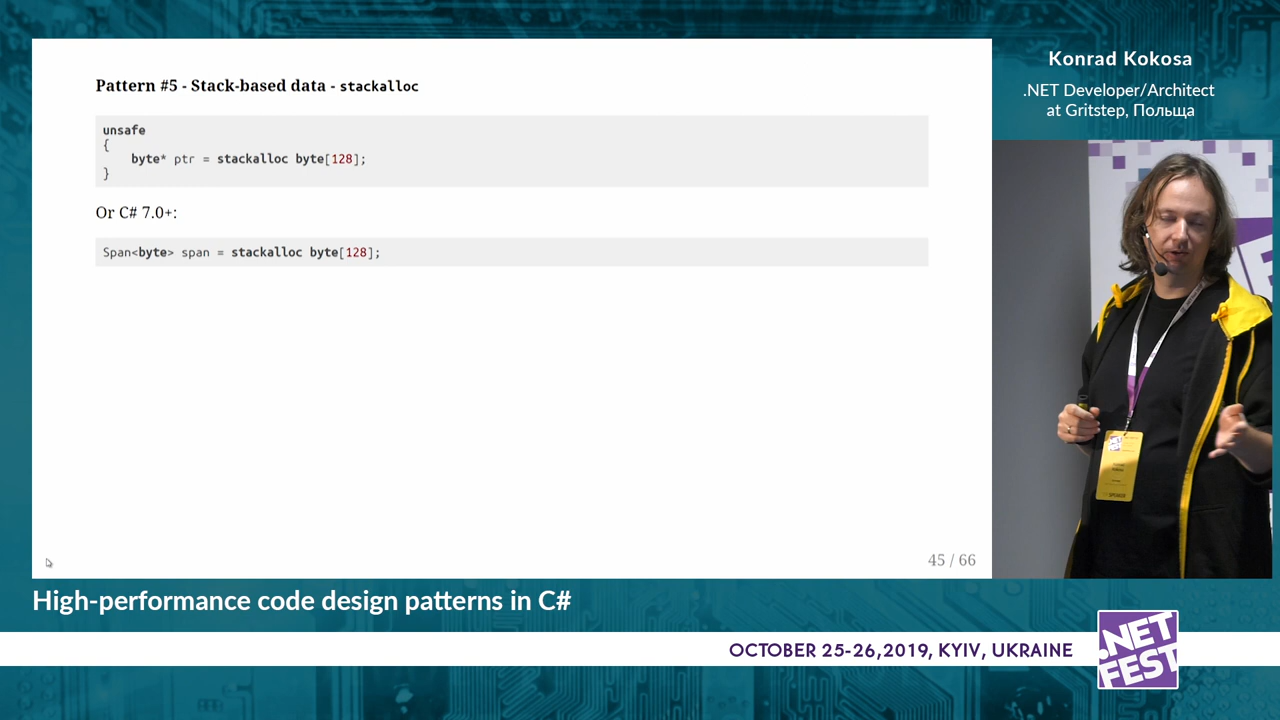 Pattern #5 - Stack-based data - stackalloc
unsafe
{
byte* ptr = stackalloc byte[128];
}
Or C# 7.0+:
Span<byte> span = stackalloc byte[128];
45 / 66
Konrad Kokosa
.NET Developer/Architect
at Gritstep, Польща
High-performance code design patterns in C#
OCTOBER 25-26,2019, KYIV, UKRAINE
.NET
FEST